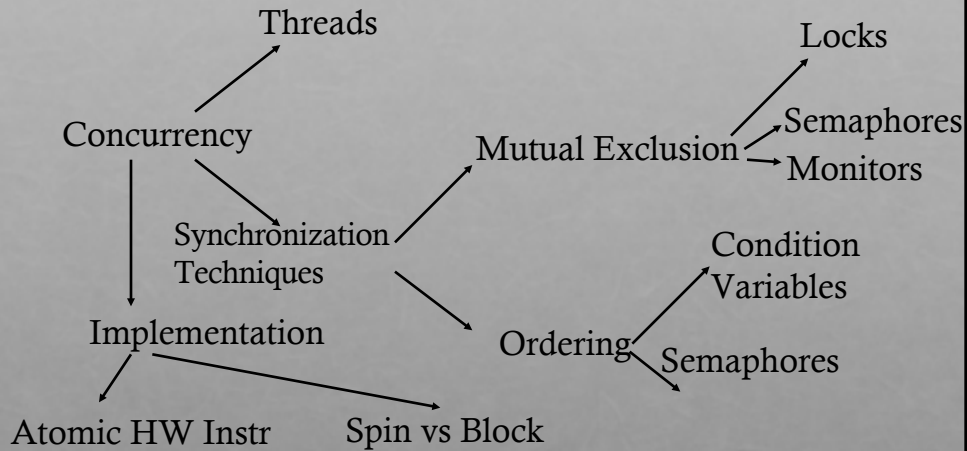 Threads
Locks
Concurrency
Mutual Exclusion
Semaphores
Monitors
Synchronization
Techniques
Condition
Variables
Implementation
Ordering
Semaphores
Atomic HW Instr
Spin vs Block